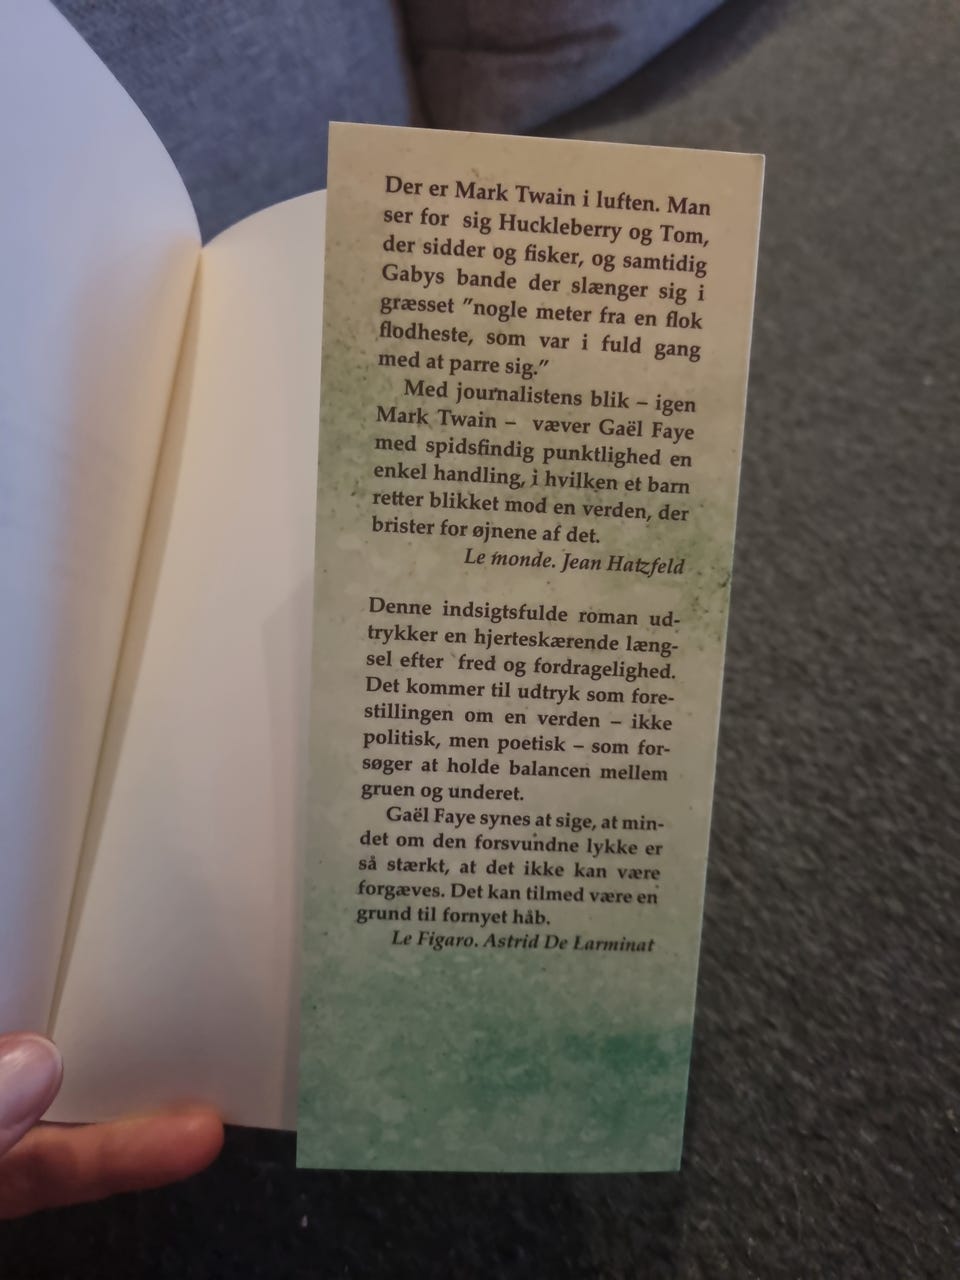 Der er Mark Twain i luften. Man
ser for sig Huckleberry og Tom,
der sidder og fisker, og samtidig
Gabys bande der slænger sig i
græsset "nogle meter fra en flok
flodheste, som var i fuld gang
med at parre sig."
Med journalistens blik – igen
Mark Twain – væver Gaël Faye
med spidsfindig punktlighed en
enkel handling, i hvilken et barn
retter blikket mod en verden, der
brister for øjnene af det.
Le monde. Jean Hatzfeld
Denne indsigtsfulde roman ud-
trykker en hjerteskærende læng-
sel efter fred og fordragelighed.
Det kommer til udtryk som fore-
stillingen om en verden – ikke
politisk, men poetisk – som for-
søger at holde balancen mellem
gruen og underet.
Gaël Faye synes at sige, at min-
det om den forsvundne lykke er
så stærkt, at det ikke kan være
forgæves. Det kan tilmed være en
grund til fornyet håb.
Le Figaro. Astrid De Larminat